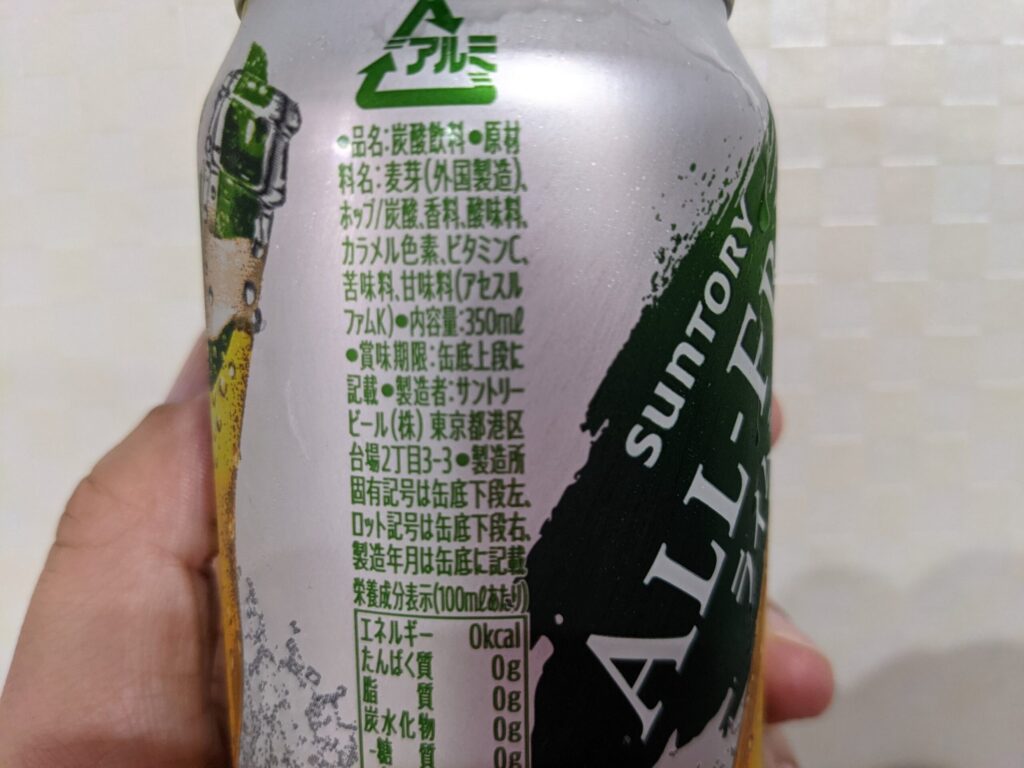 アルミ
●品名:炭酸飲料●原材
料名:麦芽(外国製造)、
ホップ/炭酸、香料、酸味料、
カラメル色素、ビタミンC、
苦味料、甘味料(アセスル
ファムK)●内容量:350mℓ
●賞味期限:缶底上段に
記載●製造者:サントリー
ビール(株)東京都港区
台場2丁目3-3●製造所
固有記号は缶底下段左、
ロット記号は缶底下段右、
製造年月は缶底に記載
栄養成分表示(100mℓあたり)
エネルギー 0kcal
たんぱく質 0g
脂 質 0g
炭水化物 0g
-糖 質 0g
SUNTORY
ALL-F
ライ